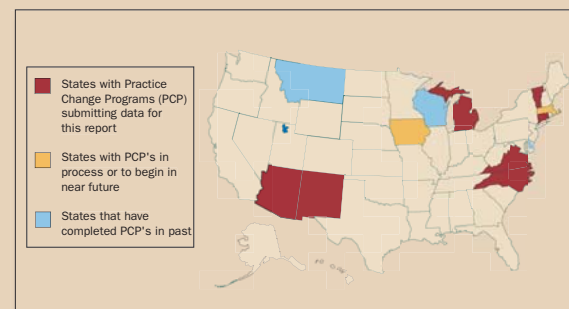 States with Practice
Change Programs (PCP)
submitting data for
this report
States with PCP's in
process or to begin in
near future
States that have
completed PCP's in past